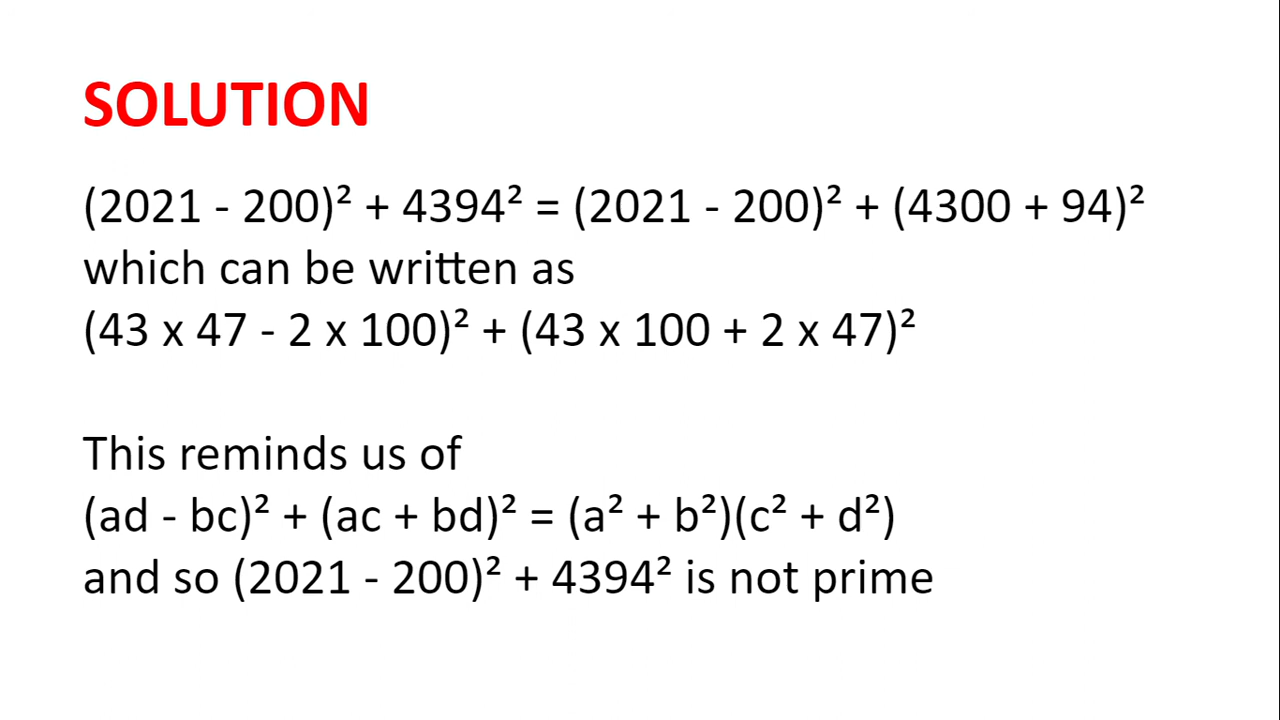 SOLUTION
(2021 - 200)² + 4394² = (2021 - 200)² + (4300 + 94)²
which can be written as
(43 x 47 - 2 x 100)² + (43 x 100 + 2 x 47)²
This reminds us of
(ad - bc)² + (ac + bd)² = (a² + b²)(c² + d²)
and so (2021 - 200)² + 4394² is not prime